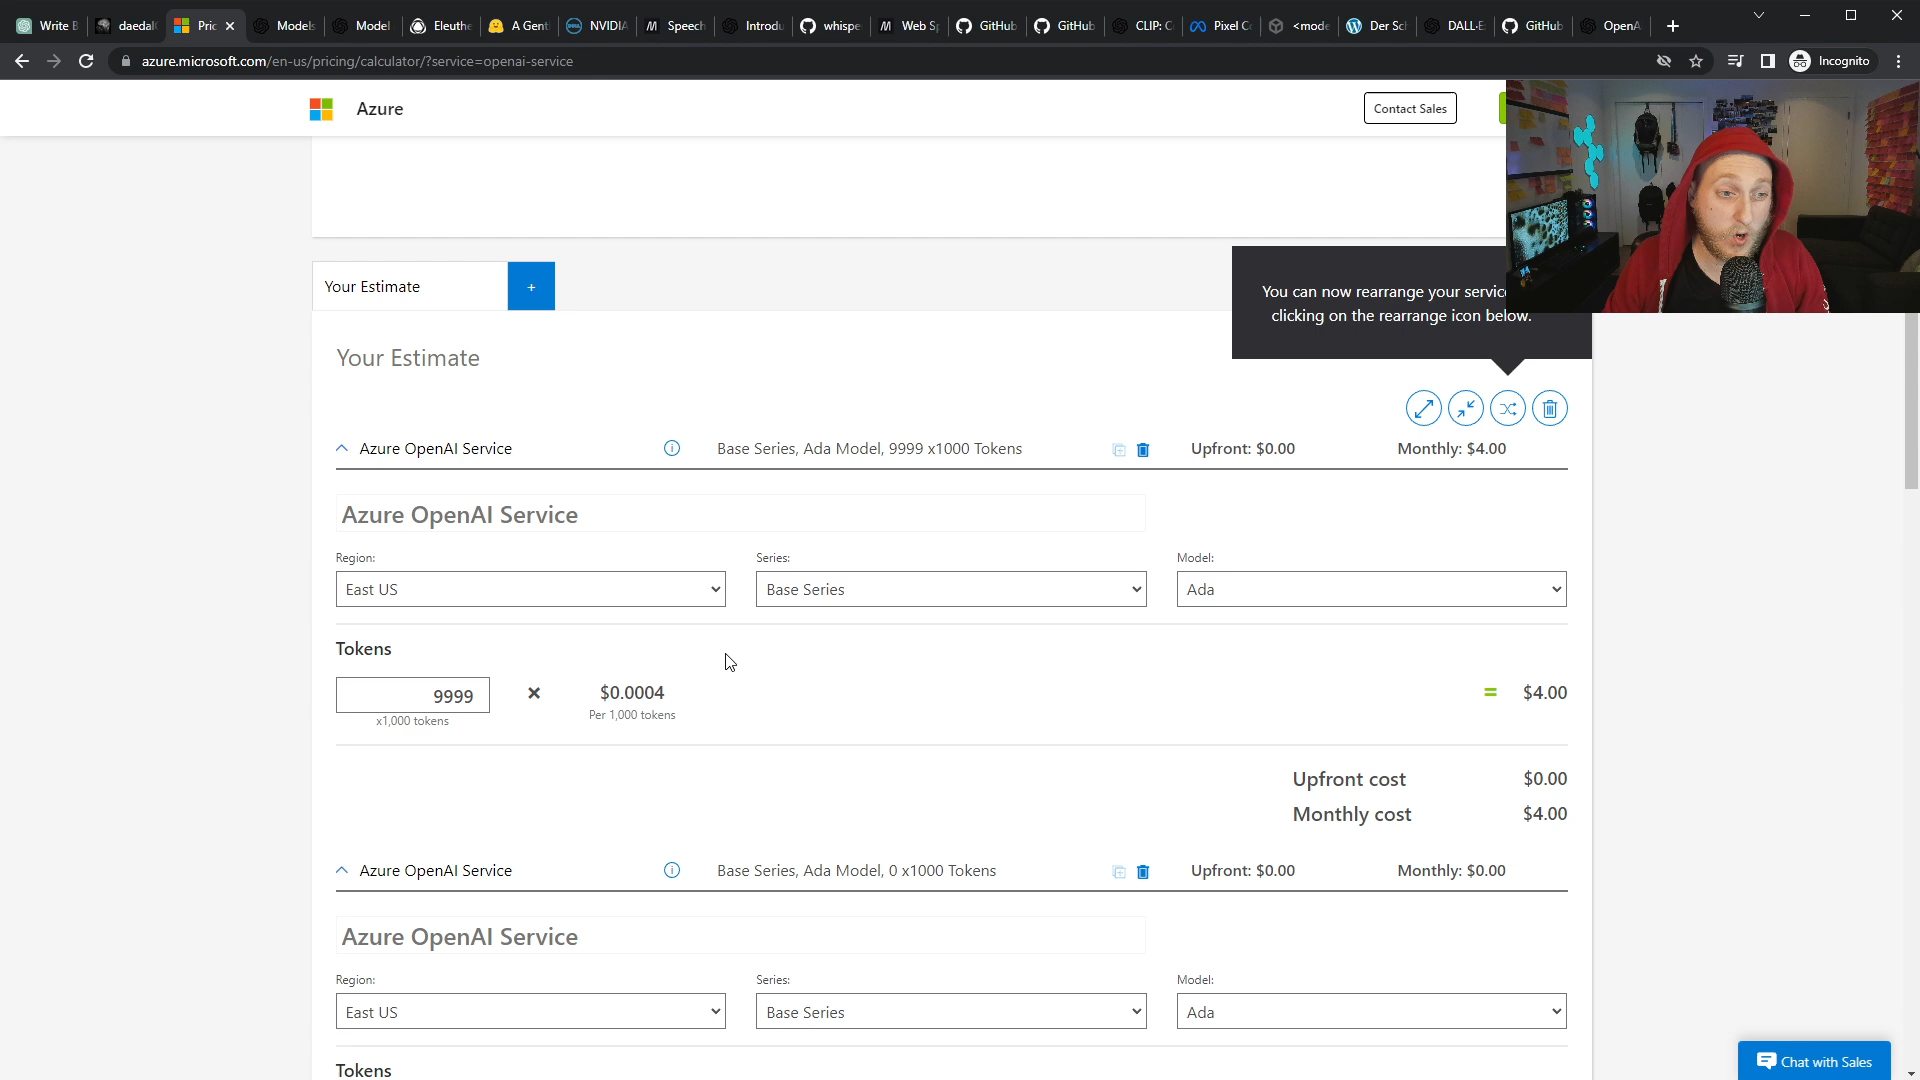 Write B
daedal
Pric
Models
Model
Eleuthe
A Gent
NVIDIA
Speech
Introdu
whispe
Web Sp
GitHub
GitHub
CLIP: C
Pixel Co
<mode
Der Sch
DALL·E
GitHub
OpenA
azure.microsoft.com/en-us/pricing/calculator/?service=openai-service
Incognito
Azure
Contact Sales
You can now rearrange your servic
clicking on the rearrange icon below.
Your Estimate
+
Your Estimate
Azure OpenAI Service
Base Series, Ada Model, 9999 x1000 Tokens
Upfront: $0.00
Monthly: $4.00
Azure OpenAI Service
Region:
Series:
Model:
East US
Base Series
Ada
Tokens
9999
×
$0.0004
=
$4.00
x1,000 tokens
Per 1,000 tokens
Upfront cost
$0.00
Monthly cost
$4.00
Azure OpenAI Service
Base Series, Ada Model, 0 x1000 Tokens
Upfront: $0.00
Monthly: $0.00
Azure OpenAI Service
Region:
Series:
Model:
East US
Base Series
Ada
Tokens
Chat with Sales